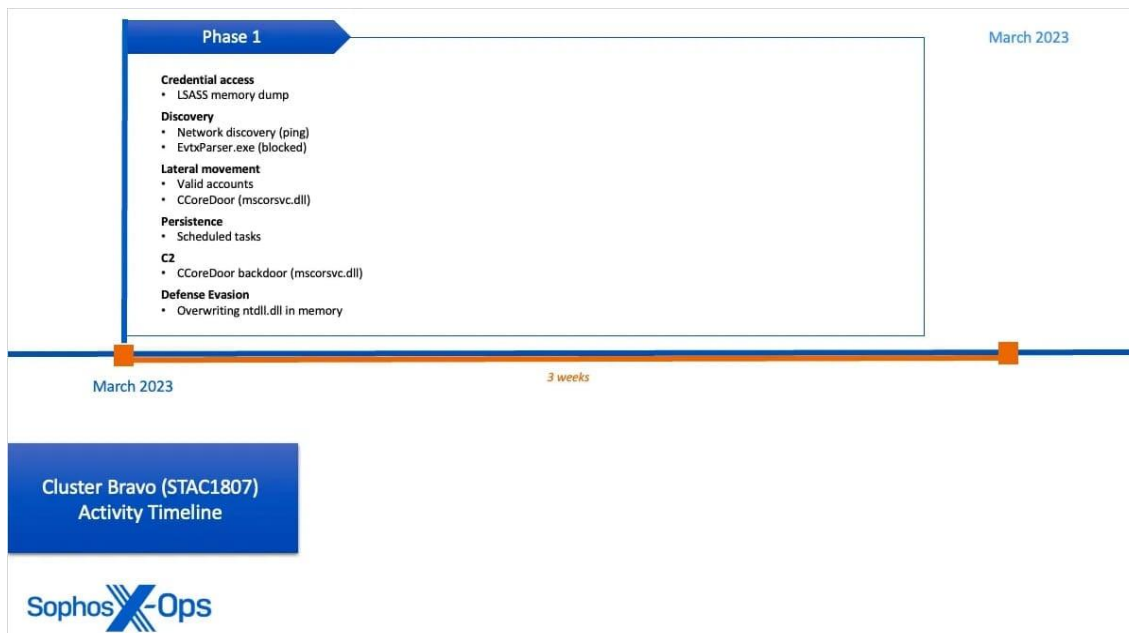 Phase 1
March 2023
Credential access
• LSASS memory dump
Discovery
• Network discovery (ping)
• EvtxParser.exe (blocked)
Lateral movement
• Valid accounts
• CCoreDoor (mscorsvc.dll)
Persistence
• Scheduled tasks
C2
• CCoreDoor backdoor (mscorsvc.dll)
Defense Evasion
• Overwriting ntdll.dll in memory
3 weeks
March 2023
Cluster Bravo (STAC1807)
Activity Timeline
Sophos X-Ops